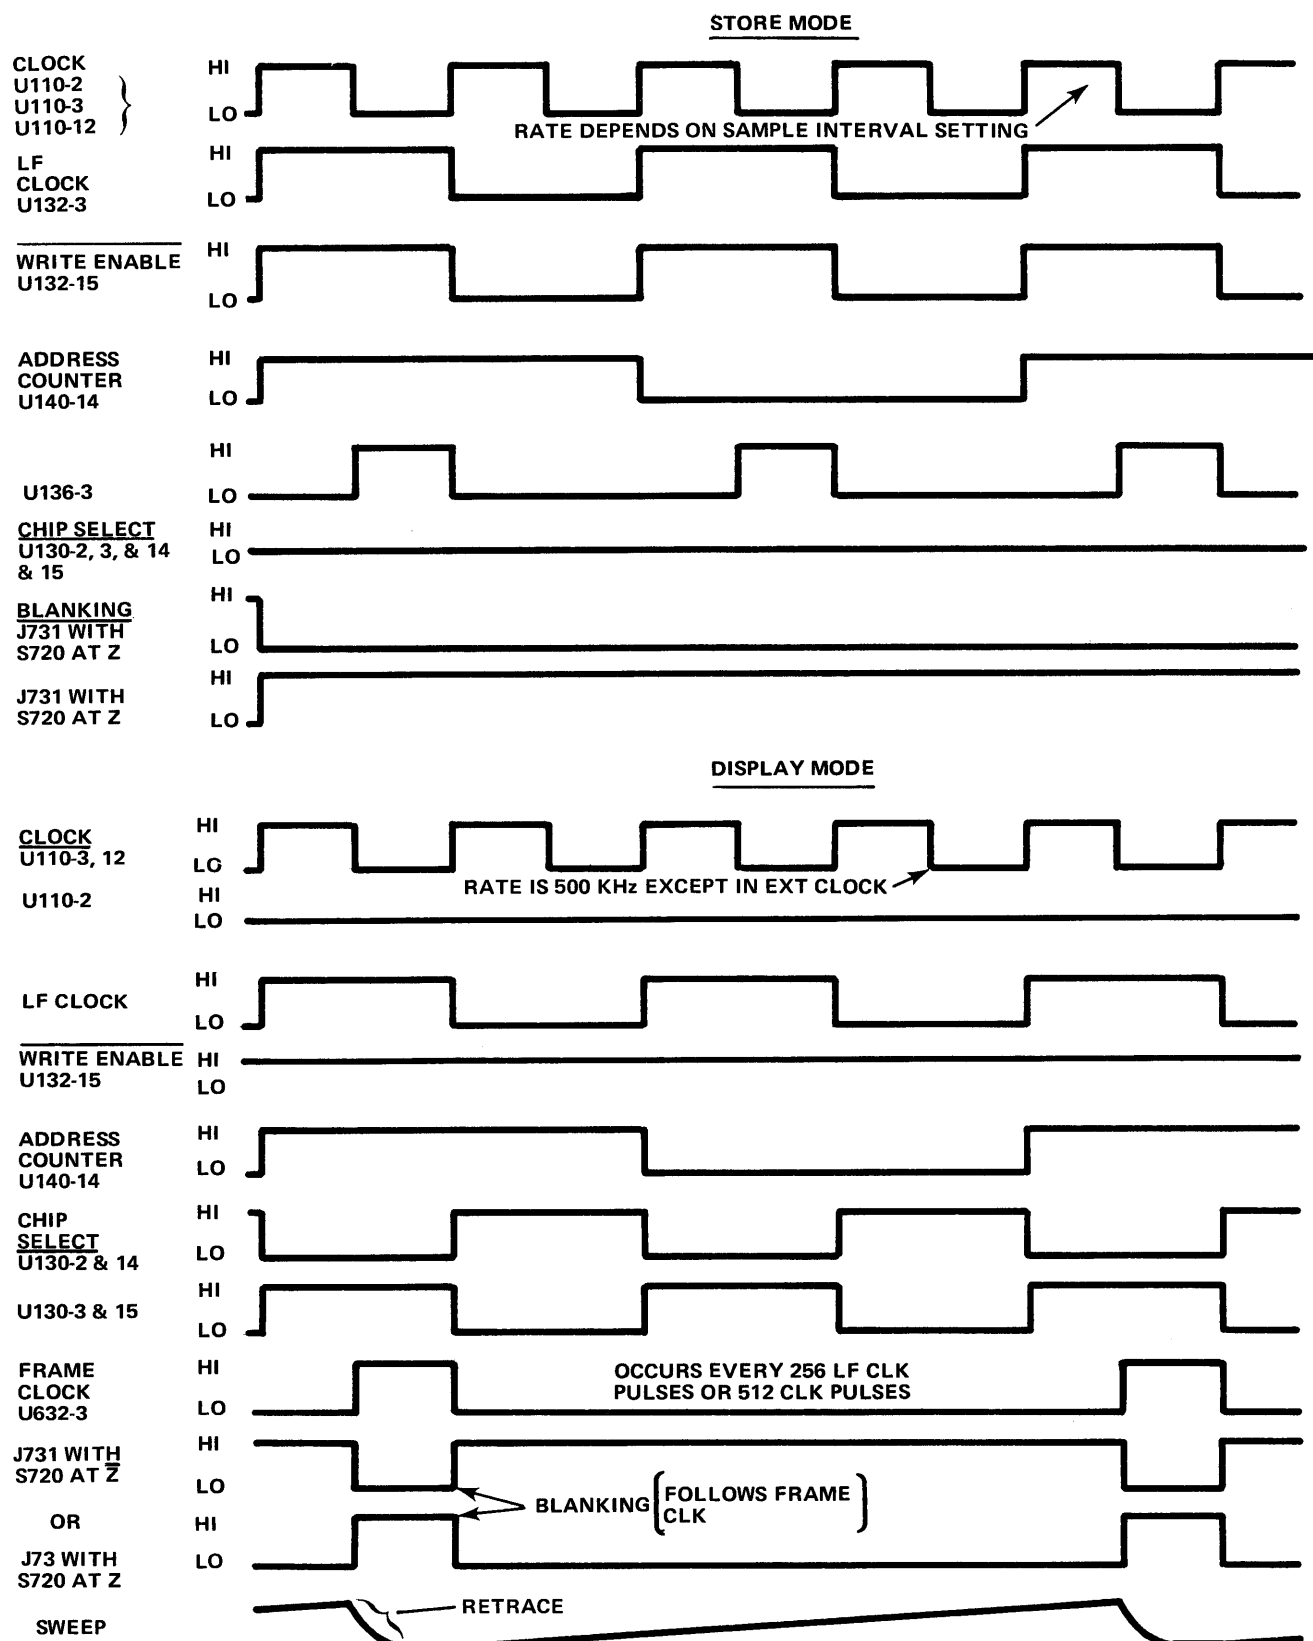 STORE MODE
CLOCK
U110-2
U110-3
U110-12
HI
LO
RATE DEPENDS ON SAMPLE INTERVAL SETTING
LF
CLOCK
U132-3
HI
LO
WRITE ENABLE
U132-15
HI
LO
ADDRESS
COUNTER
U140-14
HI
LO
U136-3
HI
LO
CHIP SELECT
U130-2, 3, & 14
& 15
HI
LO
BLANKING
J731 WITH
S720 AT Z
HI
LO
J731 WITH
S720 AT Z
HI
LO
DISPLAY MODE
CLOCK
U110-3, 12
HI
LO
RATE IS 500 KHz EXCEPT IN EXT CLOCK
U110-2
HI
LO
LF CLOCK
HI
LO
WRITE ENABLE
U132-15
HI
LO
ADDRESS
COUNTER
U140-14
HI
LO
CHIP
SELECT
U130-2 & 14
HI
LO
U130-3 & 15
HI
LO
FRAME
CLOCK
U632-3
HI
LO
OCCURS EVERY 256 LF CLK
PULSES OR 512 CLK PULSES
J731 WITH
S720 AT Z̅
HI
LO
BLANKING
FOLLOWS FRAME
CLK
OR
J73 WITH
S720 AT Z
HI
LO
RETRACE
SWEEP